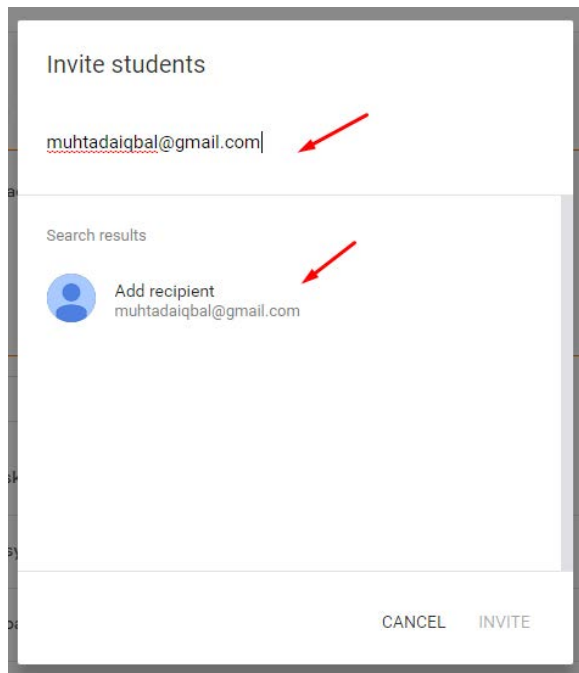 Invite students
muhtadaiqbal@gmail.com
Search results
Add recipient
muhtadaiqbal@gmail.com
CANCEL INVITE